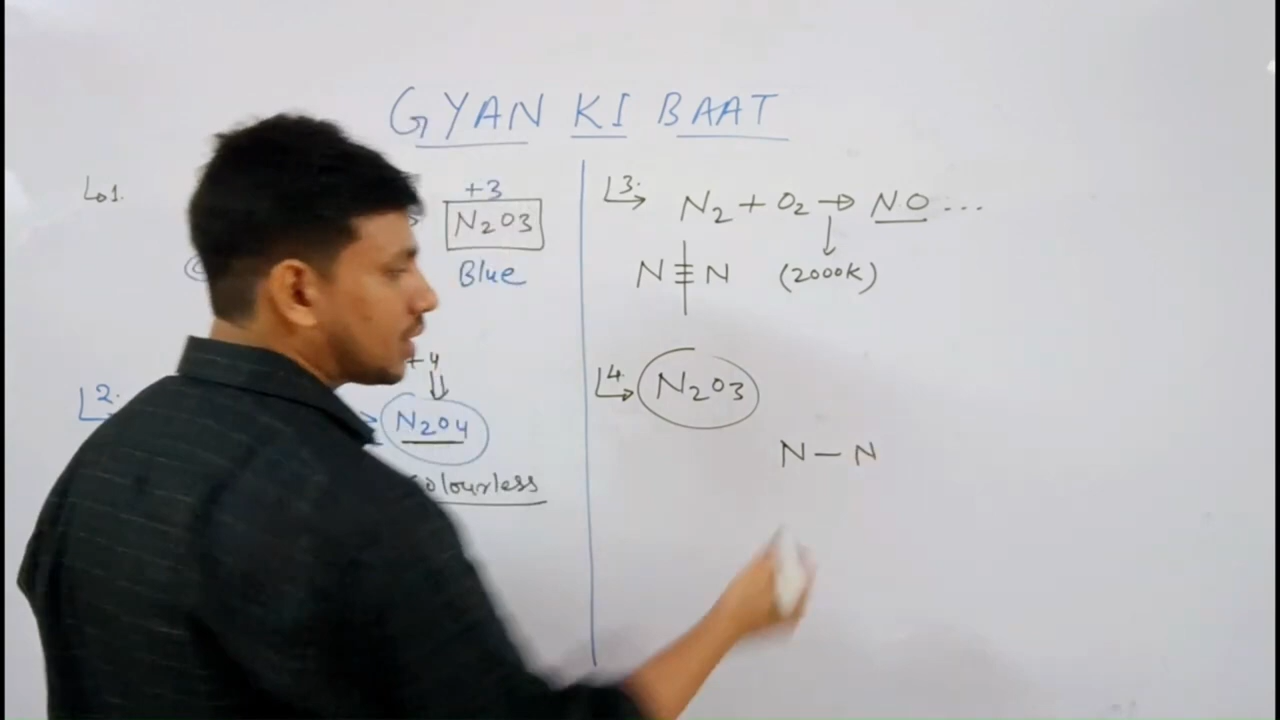 GYAN KI BAAT
↳1.
+3
N2O3
Blue
2.
+4
N2O4
Colourless
3. N2 + O2 → NO ...
N≡N (2000K)
4. N2O3
N–N